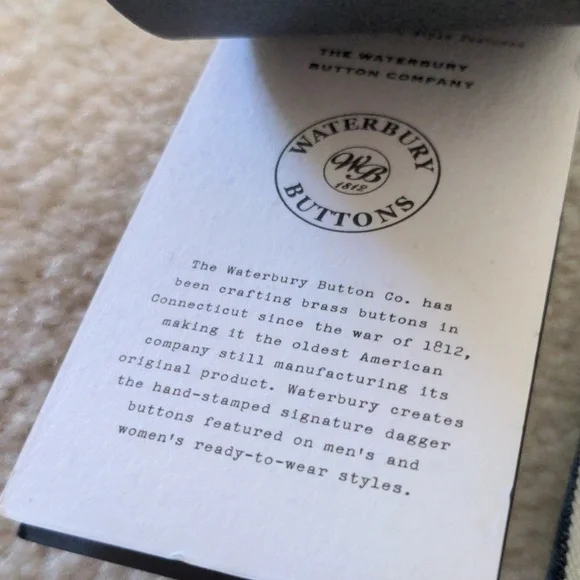 Style Featured
THE WATERBURY
BUTTON COMPANY
WATERBURY
WB
1812
BUTTONS
The Waterbury Button Co. has
been crafting brass buttons in
Connecticut since the war of 1812,
making it the oldest American
company still manufacturing its
original product. Waterbury creates
the hand-stamped signature dagger
buttons featured on men's and
women's ready-to-wear styles.